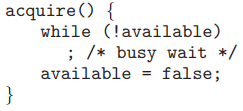 acquire() {
    while (!available)
        ; /* busy wait */
    available = false;
}